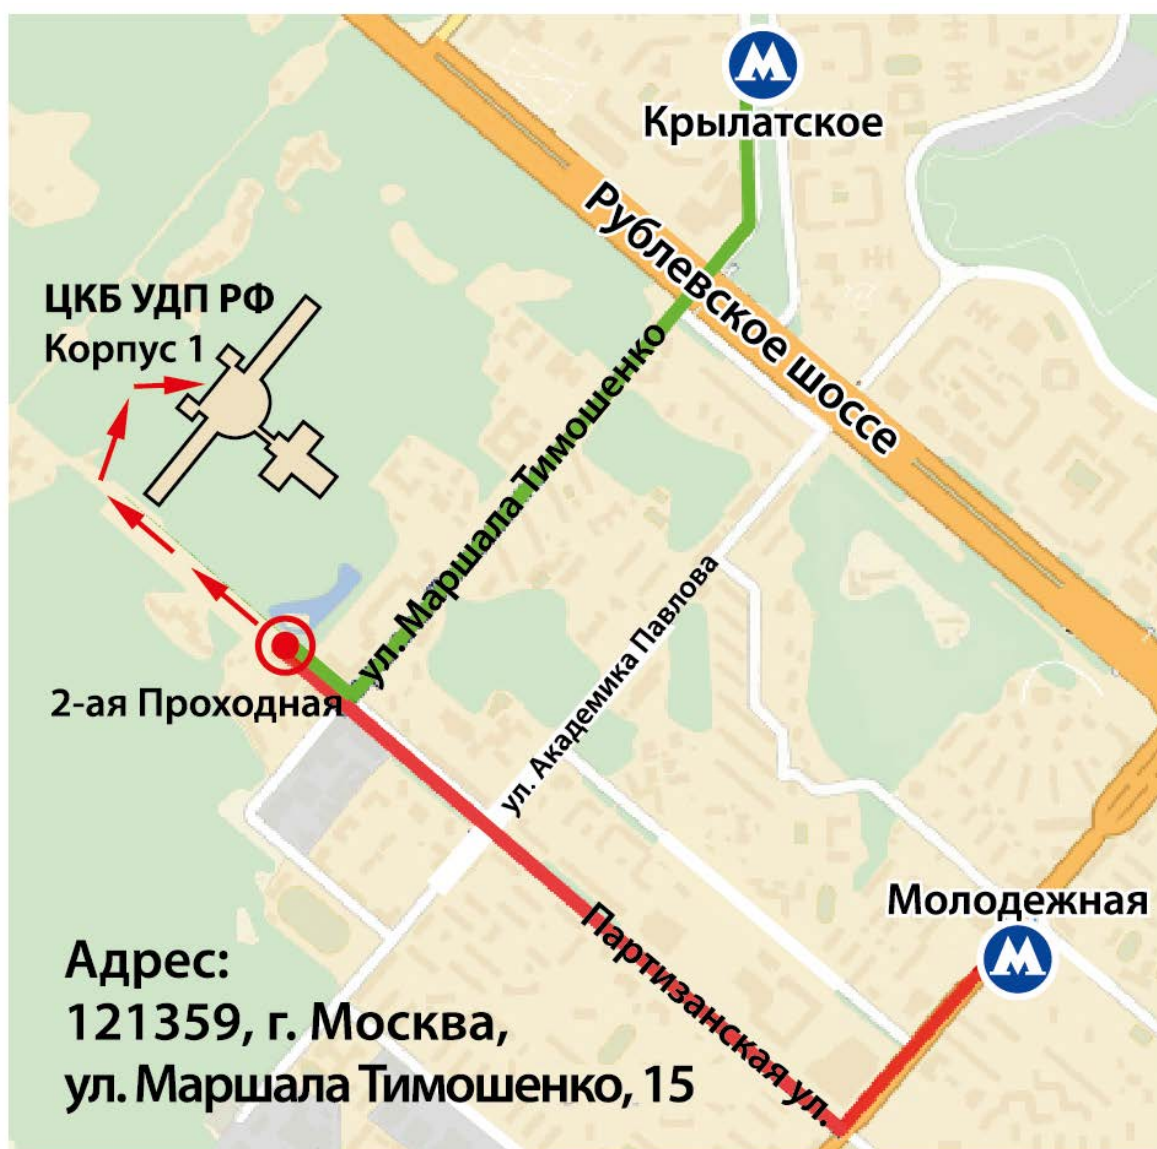 М
Крылатское
Рублевское шоссе
ЦКБ УДП РФ
Корпус 1
ул. Маршала Тимошенко
ул. Академика Павлова
2-ая Проходная
Молодежная
М
Партизанская ул.
Адрес:
121359, г. Москва,
ул. Маршала Тимошенко, 15